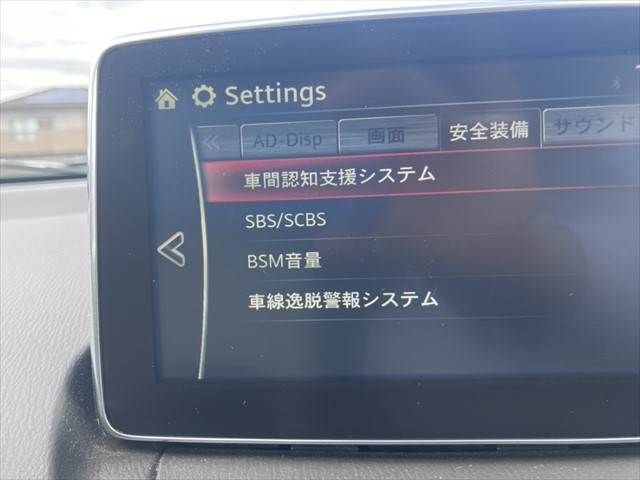 Settings
AD-Disp 画面 安全装備 サウンド
車間認知支援システム
SBS/SCBS
BSM音量
車線逸脱警報システム